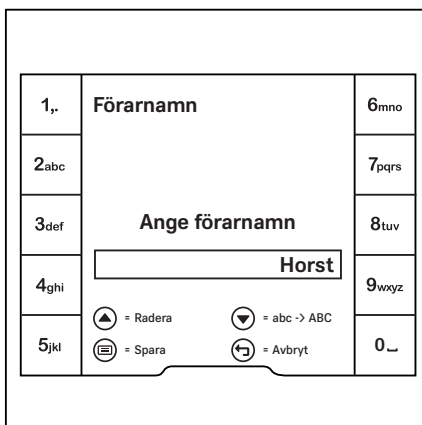 1,.
2abc
3def
4ghi
5jkl
Förarnamn
Ange förarnamn
Horst
= Radera
= abc -> ABC
= Spara
= Avbryt
6mno
7pqrs
8tuv
9wxyz
0⎵